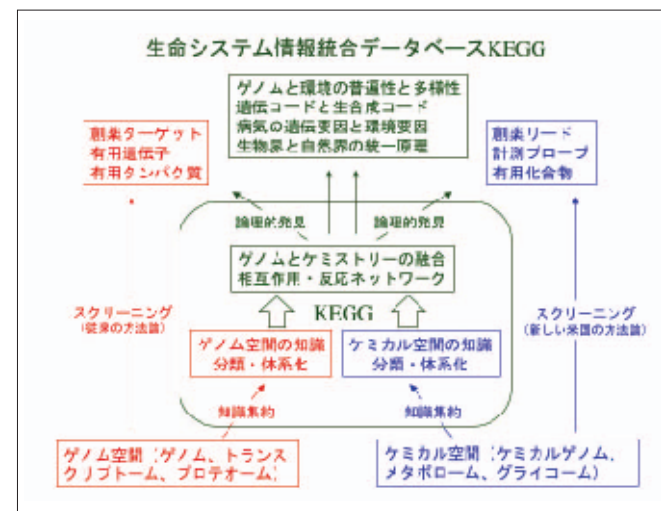 生命システム情報統合データベースKEGG
ゲノムと環境の普遍性と多様性
遺伝コードと生合成コード
病気の遺伝要因と環境要因
生物界と自然界の統一原理
創薬ターゲット
有用遺伝子
有用タンパク質
創薬リード
計測プローブ
有用化合物
論理的発見
論理的発見
ゲノムとケミストリーの融合
相互作用・反応ネットワーク
KEGG
スクリーニング
(従来の方法論)
スクリーニング
(新しい米国の方法論)
ゲノム空間の知識
分類・体系化
ケミカル空間の知識
分類・体系化
知識集約
知識集約
ゲノム空間 (ゲノム、トランス
クリプトーム、プロテオーム)
ケミカル空間 (ケミカルゲノム、
メタボローム、グライコーム)